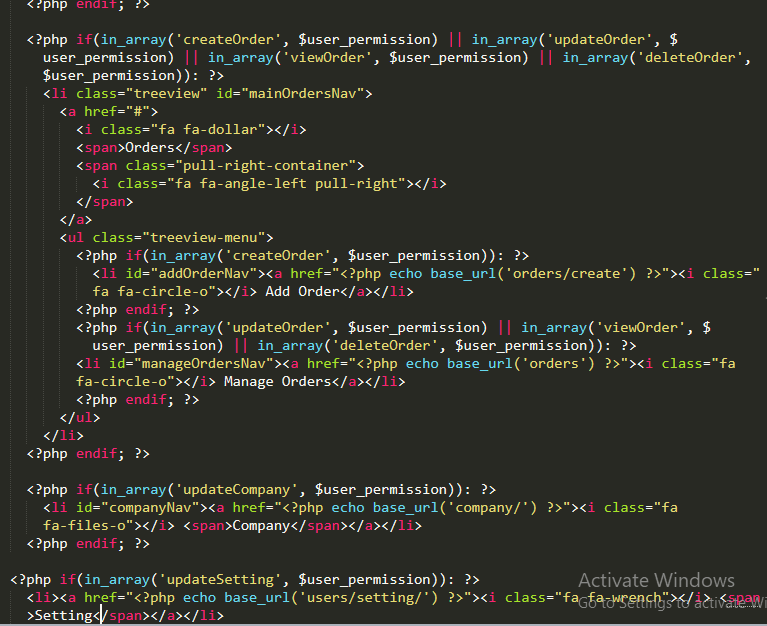 <?php endif; ?>
<?php if(in_array('createOrder', $user_permission) || in_array('updateOrder', $
user_permission) || in_array('viewOrder', $user_permission) || in_array('deleteOrder',
$user_permission)): ?>
<li class="treeview" id="mainOrdersNav">
<a href="#">
<i class="fa fa-dollar"></i>
<span>Orders</span>
<span class="pull-right-container">
<i class="fa fa-angle-left pull-right"></i>
</span>
</a>
<ul class="treeview-menu">
<?php if(in_array('createOrder', $user_permission)): ?>
<li id="addOrderNav"><a href="<?php echo base_url('orders/create') ?>"><i class="
fa fa-circle-o"></i> Add Order</a></li>
<?php endif; ?>
<?php if(in_array('updateOrder', $user_permission) || in_array('viewOrder', $
user_permission) || in_array('deleteOrder', $user_permission)): ?>
<li id="manageOrdersNav"><a href="<?php echo base_url('orders') ?>"><i class="fa
fa-circle-o"></i> Manage Orders</a></li>
<?php endif; ?>
</ul>
</li>
<?php endif; ?>
<?php if(in_array('updateCompany', $user_permission)): ?>
<li id="companyNav"><a href="<?php echo base_url('company/') ?>"><i class="fa
fa-files-o"></i> <span>Company</span></a></li>
<?php endif; ?>
<?php if(in_array('updateSetting', $user_permission)): ?>
<li><a href="<?php echo base_url('users/setting/') ?>"><i class="fa fa-wrench"></i> <span
>Setting</span></a></li>
Activate Windows
Go to Settings to activate Wi